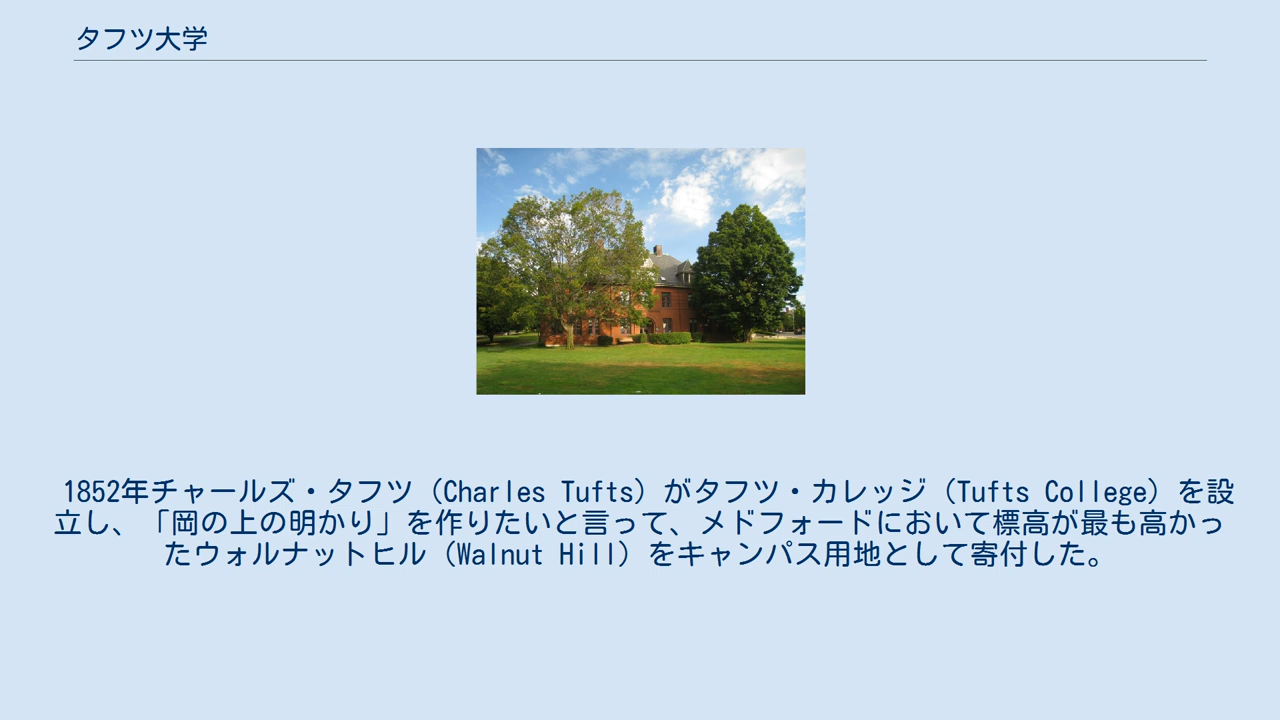 タフツ大学
1852年チャールズ・タフツ（Charles Tufts）がタフツ・カレッジ（Tufts College）を設
立し、「岡の上の明かり」を作りたいと言って、メドフォードにおいて標高が最も高かっ
たウォルナットヒル（Walnut Hill）をキャンパス用地として寄付した。